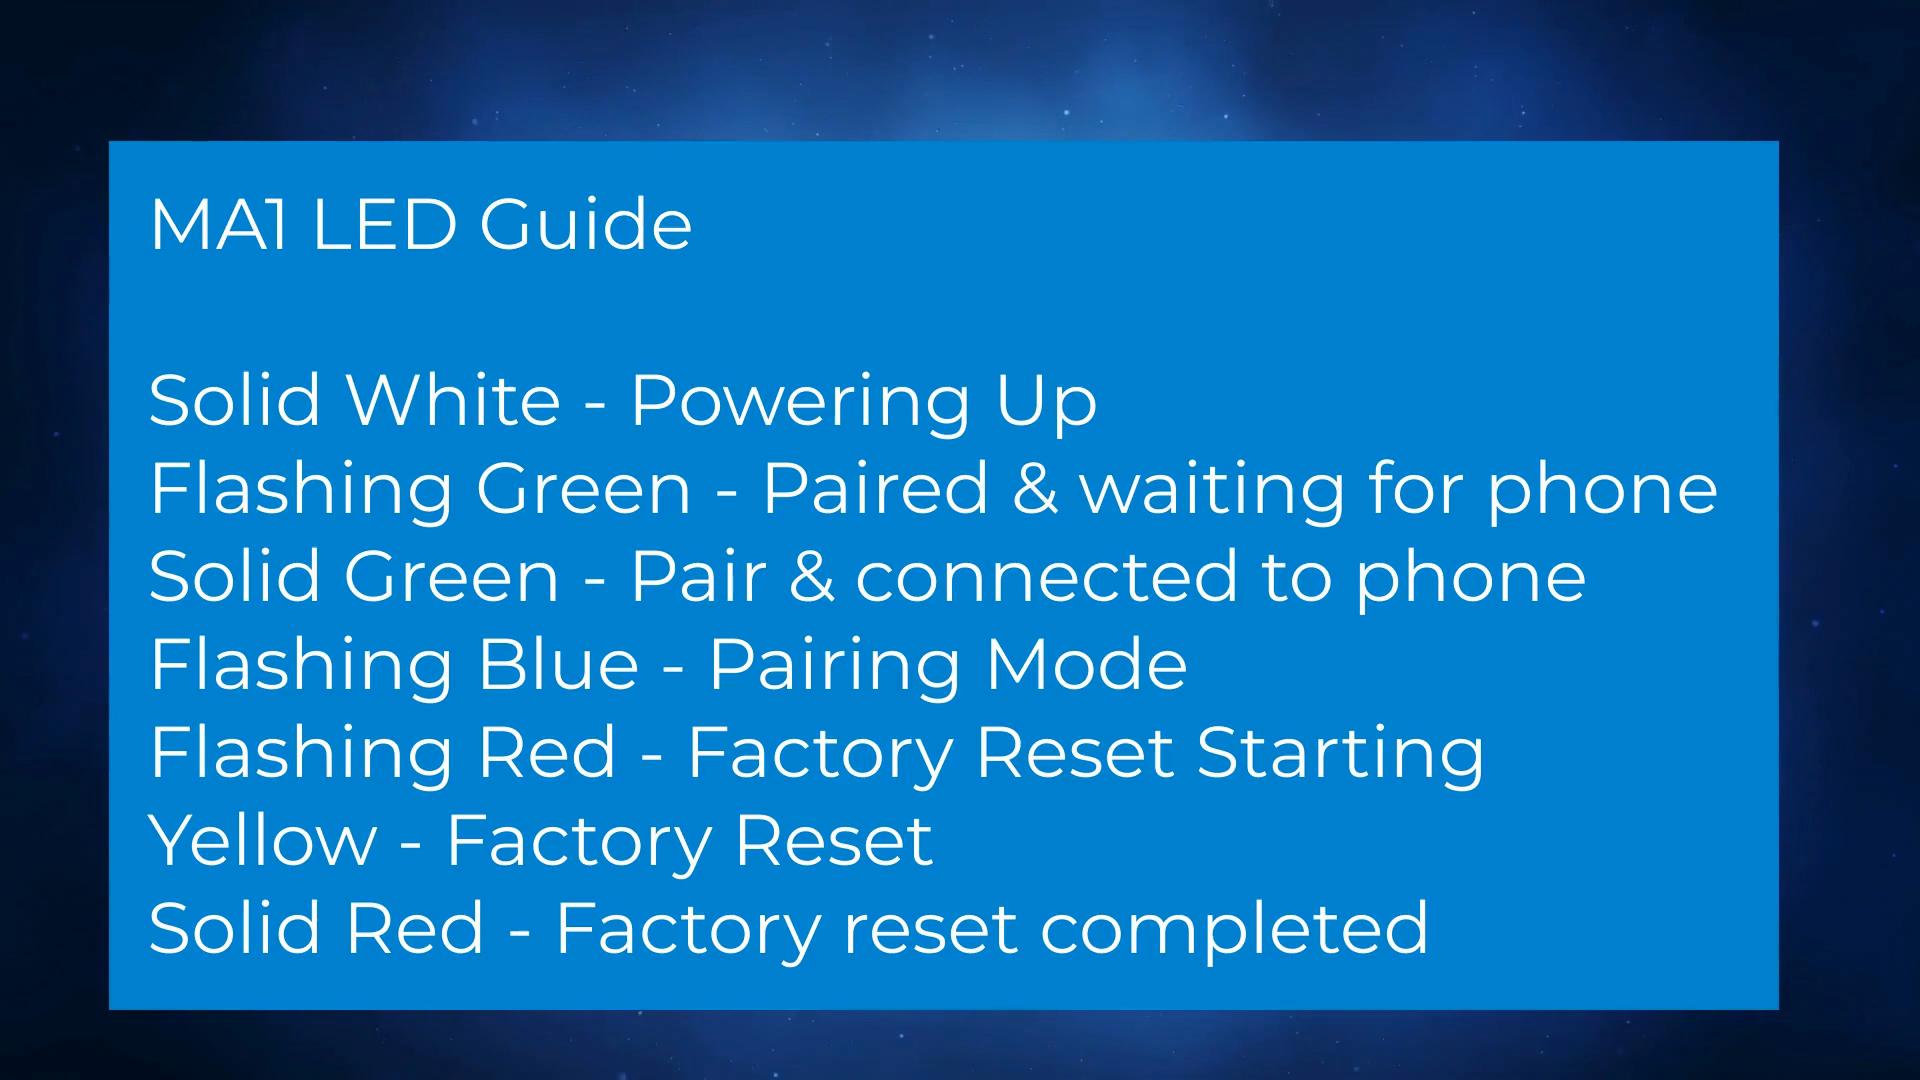 MA1 LED Guide
Solid White - Powering Up
Flashing Green - Paired & waiting for phone
Solid Green - Pair & connected to phone
Flashing Blue - Pairing Mode
Flashing Red - Factory Reset Starting
Yellow - Factory Reset
Solid Red - Factory reset completed